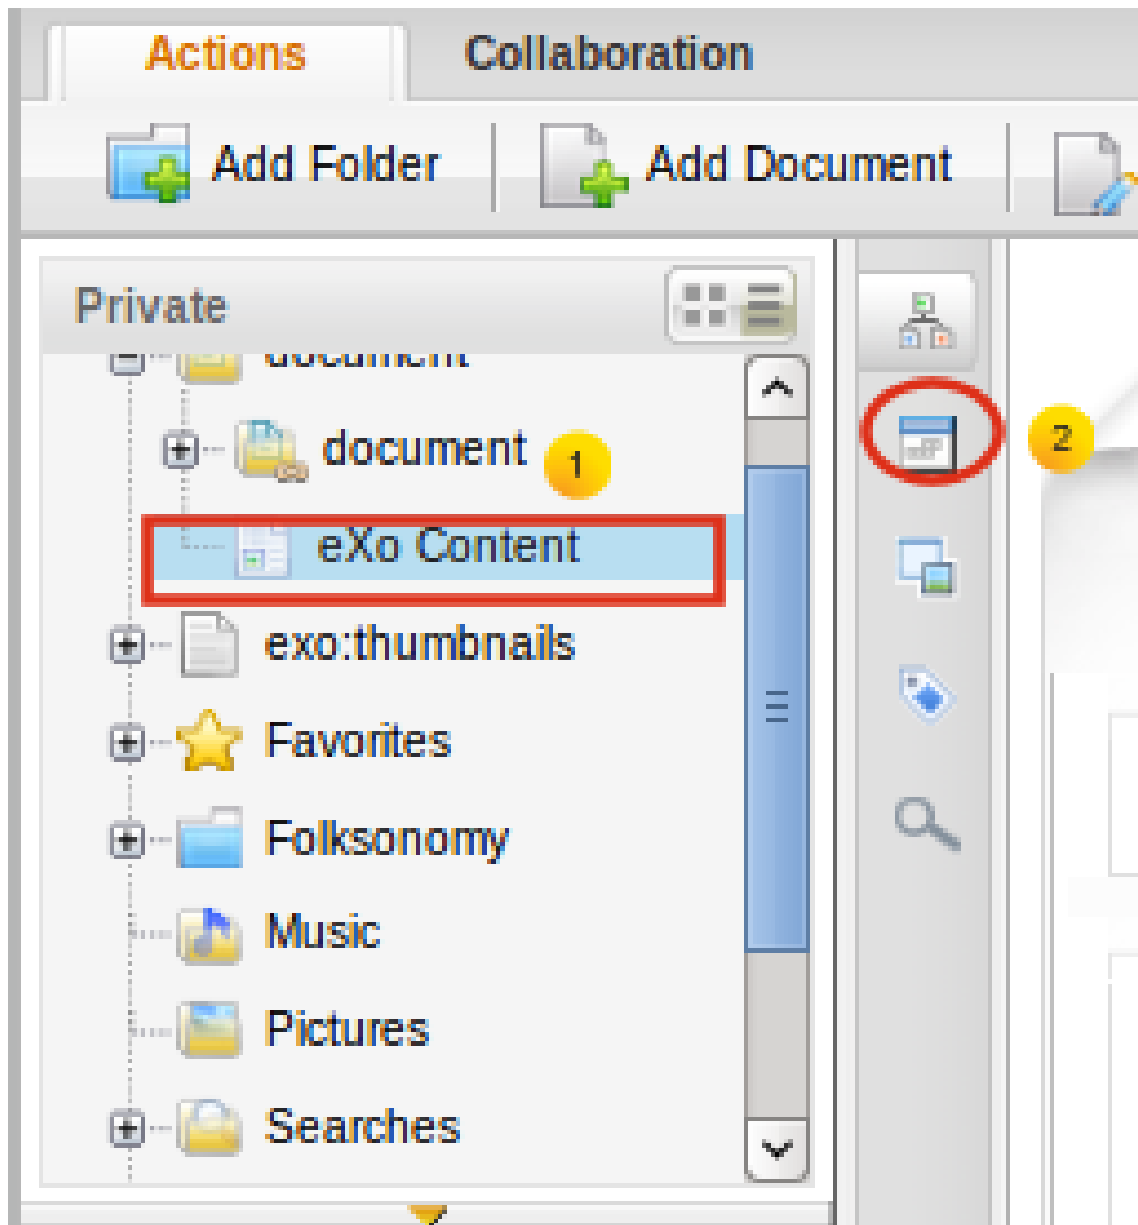 Actions Collaboration
Add Folder Add Document
Private
document
document 1
2
eXo Content
exo:thumbnails
Favorites
Folksonomy
Music
Pictures
Searches